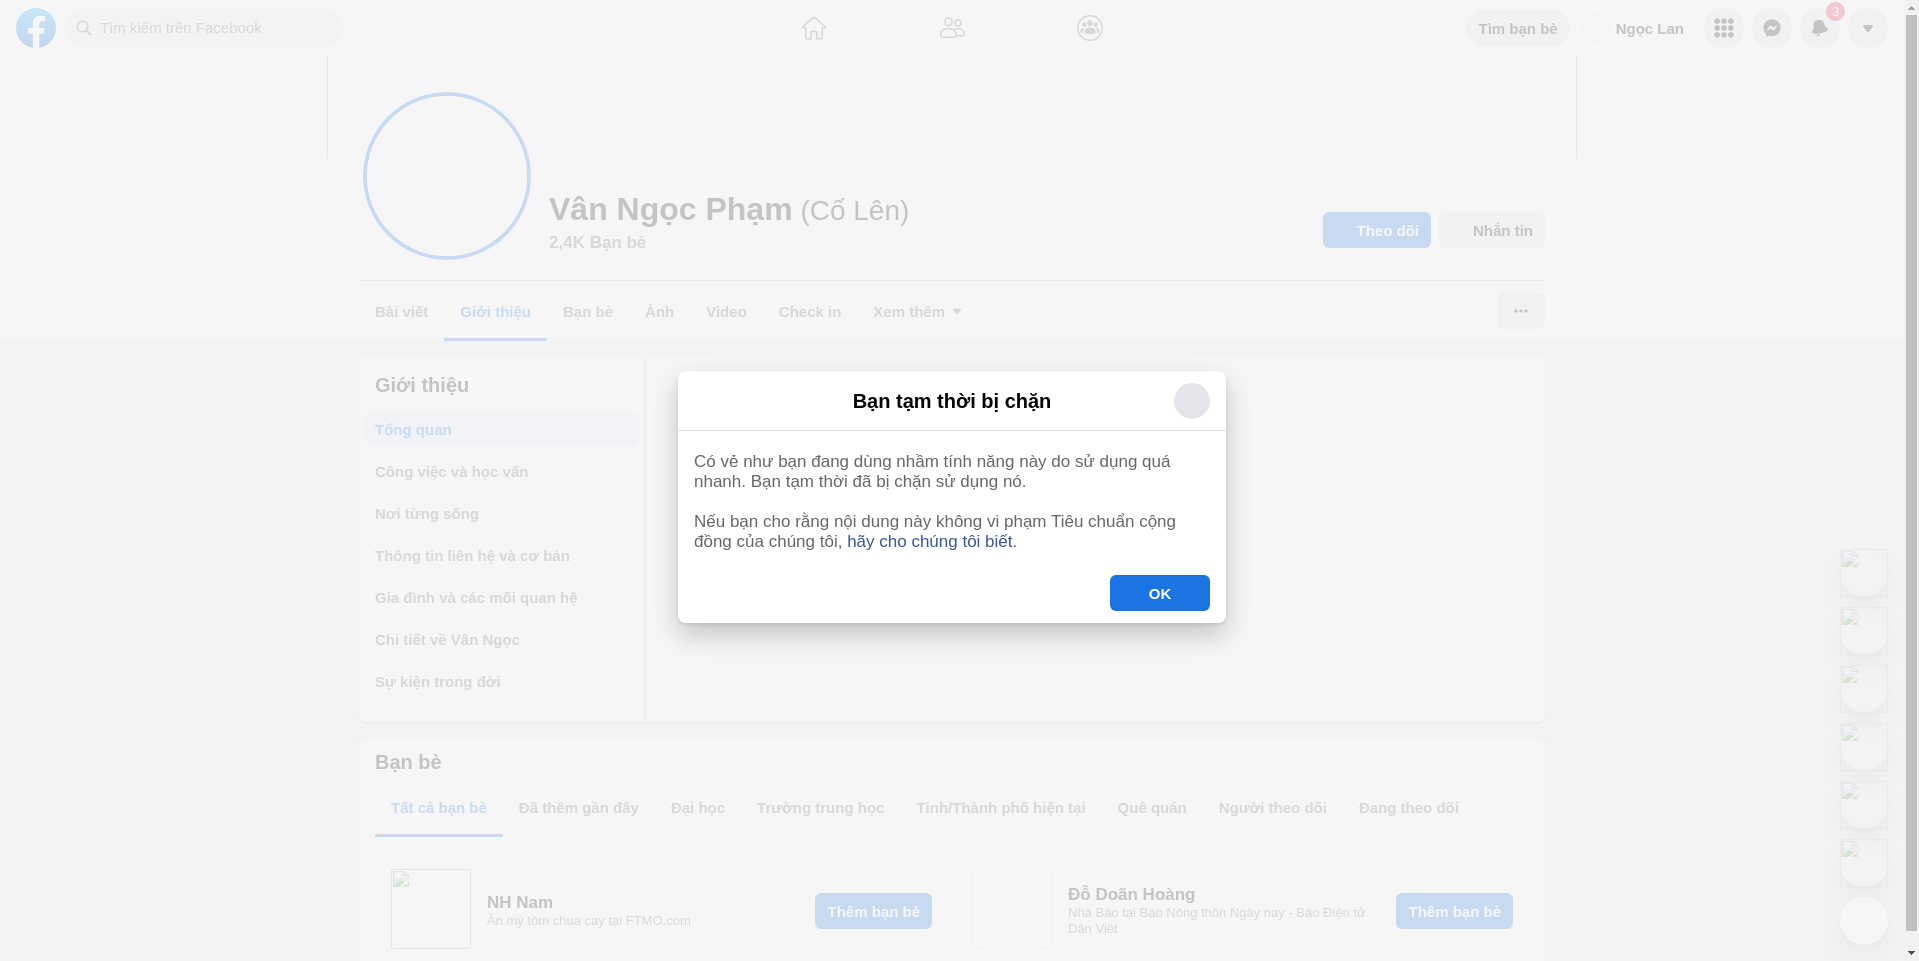 Tìm kiếm trên Facebook
Tìm bạn bè
Ngọc Lan
3
Vân Ngọc Phạm (Cố Lên)
2,4K Bạn bè
Theo dõi
Nhắn tin
Bài viết
Giới thiệu
Bạn bè
Ảnh
Video
Check in
Xem thêm
Giới thiệu
Tổng quan
Công việc và học vấn
Nơi từng sống
Thông tin liên hệ và cơ bản
Gia đình và các mối quan hệ
Chi tiết về Vân Ngọc
Sự kiện trong đời
Bạn tạm thời bị chặn
Có vẻ như bạn đang dùng nhầm tính năng này do sử dụng quá
nhanh. Bạn tạm thời đã bị chặn sử dụng nó.
Nếu bạn cho rằng nội dung này không vi phạm Tiêu chuẩn cộng
đồng của chúng tôi, hãy cho chúng tôi biết.
OK
Bạn bè
Tất cả bạn bè
Đã thêm gần đây
Đại học
Trường trung học
Tỉnh/Thành phố hiện tại
Quê quán
Người theo dõi
Đang theo dõi
NH Nam
Ăn mỳ tôm chua cay tại FTMO.com
Thêm bạn bè
Đỗ Doãn Hoàng
Nhà Báo tại Báo Nông thôn Ngày nay - Báo Điện tử
Dân Việt
Thêm bạn bè